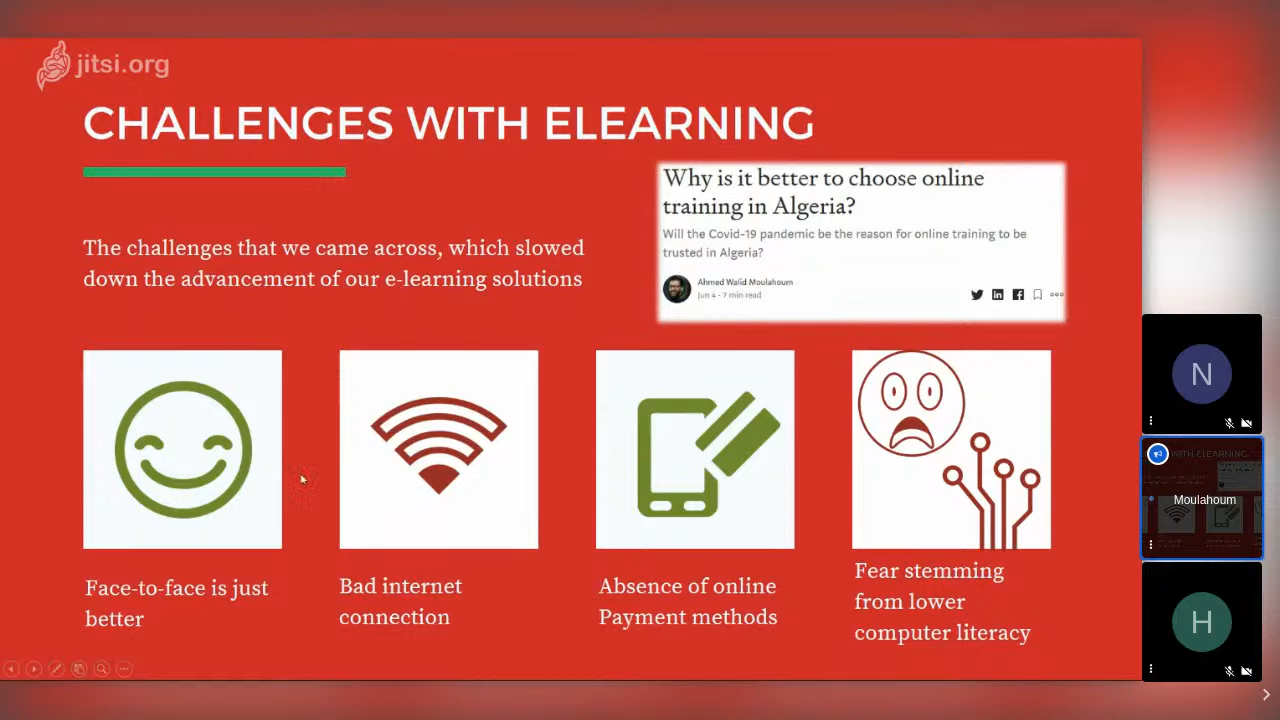 jitsi.org
CHALLENGES WITH ELEARNING
The challenges that we came across, which slowed
down the advancement of our e-learning solutions
Why is it better to choose online
training in Algeria?
Will the Covid-19 pandemic be the reason for online training to be
trusted in Algeria?
Ahmed Walid Moulahoum
Jun 4 · 7 min read
Face-to-face is just
better
Bad internet
connection
Absence of online
Payment methods
Fear stemming
from lower
computer literacy
N
WITH ELEARNING
Moulahoum
H